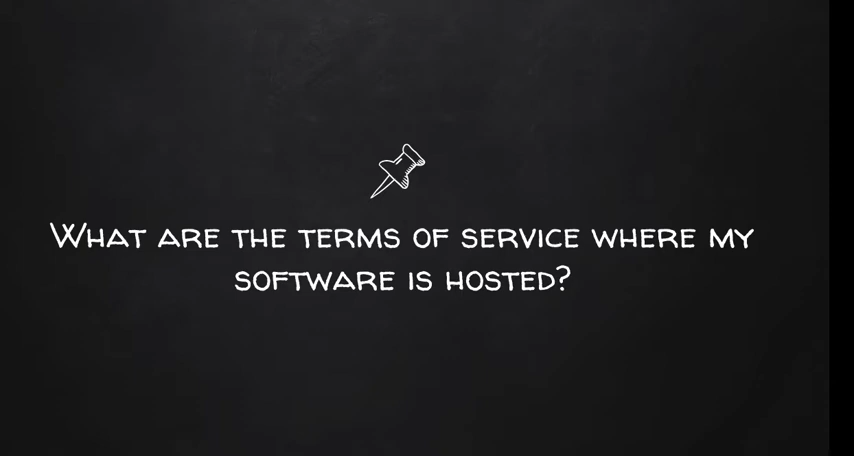 What are the terms of service where my
software is hosted?